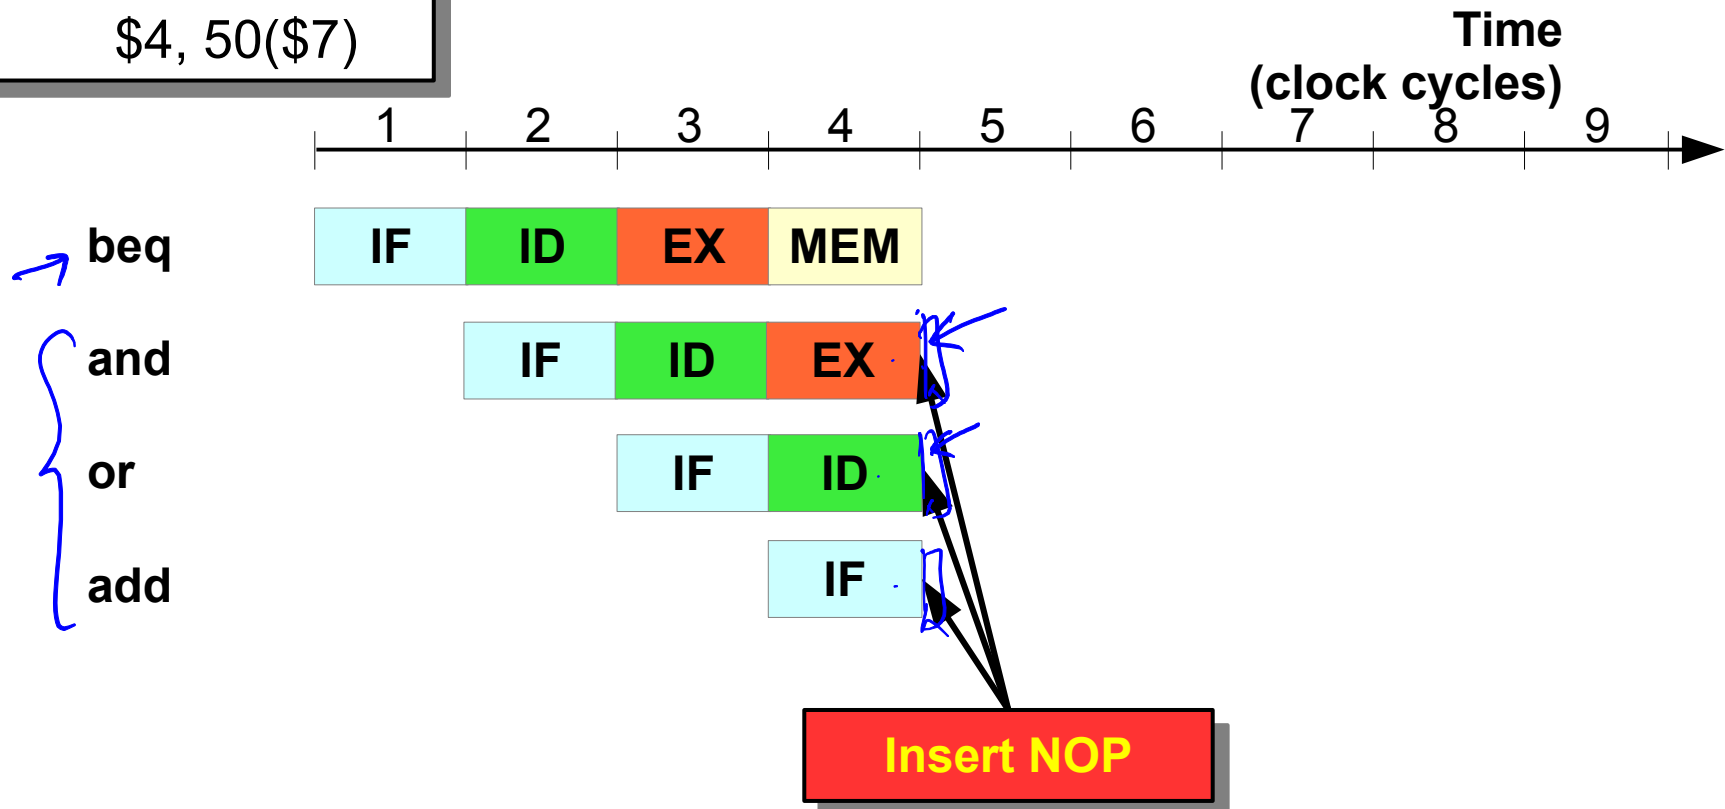 $4, 50($7)
Time
(clock cycles)
1 2 3 4 5 6 7 8 9
beq IF ID EX MEM
and IF ID EX
or IF ID
add IF
Insert NOP